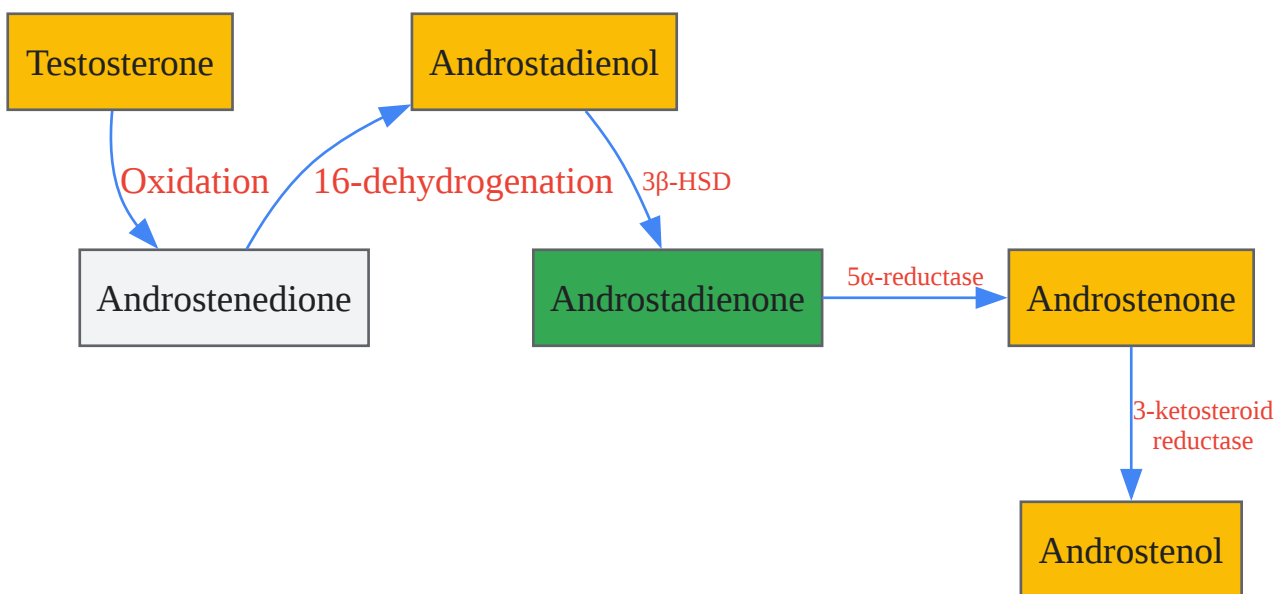 Testosterone
Androstadienol
Oxidation
16-dehydrogenation
3β-HSD
Androstenedione
Androstadienone
5α-reductase
Androstenone
3-ketosteroid
reductase
Androstenol